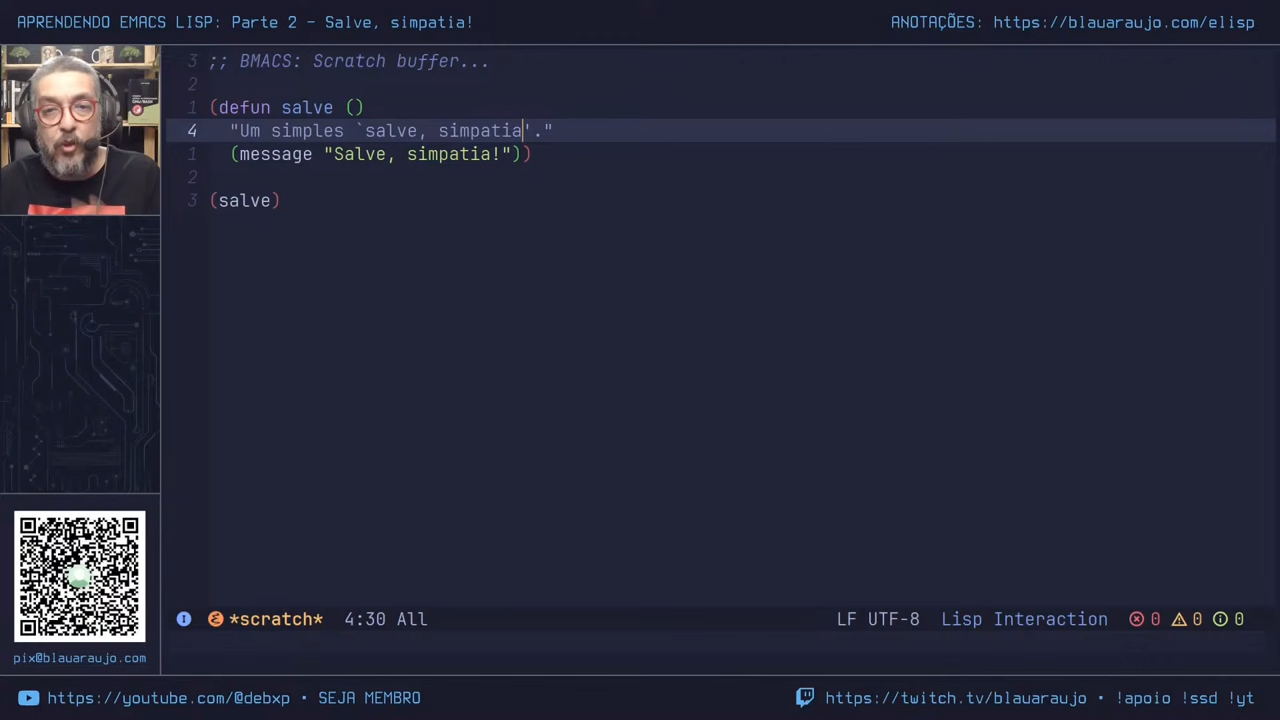 APRENDENDO EMACS LISP: Parte 2 - Salve, simpatia!
ANOTAÇÕES: https://blauaraujo.com/elisp
3 ;; BMACS: Scratch buffer...
2
1 (defun salve ()
4 "Um simples `salve, simpatia'."
1 (message "Salve, simpatia!"))
2
3 (salve)
I *scratch* 4:30 All LF UTF-8 Lisp Interaction 0 0 0
pix@blauaraujo.com
https://youtube.com/@debxp • SEJA MEMBRO
https://twitch.tv/blauaraujo • !apoio !ssd !yt